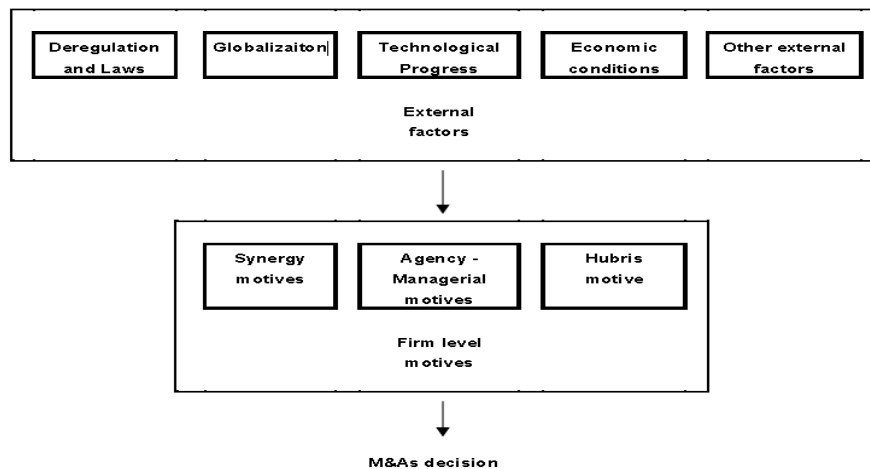 Deregulation
and Laws
Globalizaiton
Technological
Progress
Economic
conditions
Other external
factors
External
factors
Synergy
motives
Agency -
Managerial
motives
Hubris
motive
Firm level
motives
M&As decision